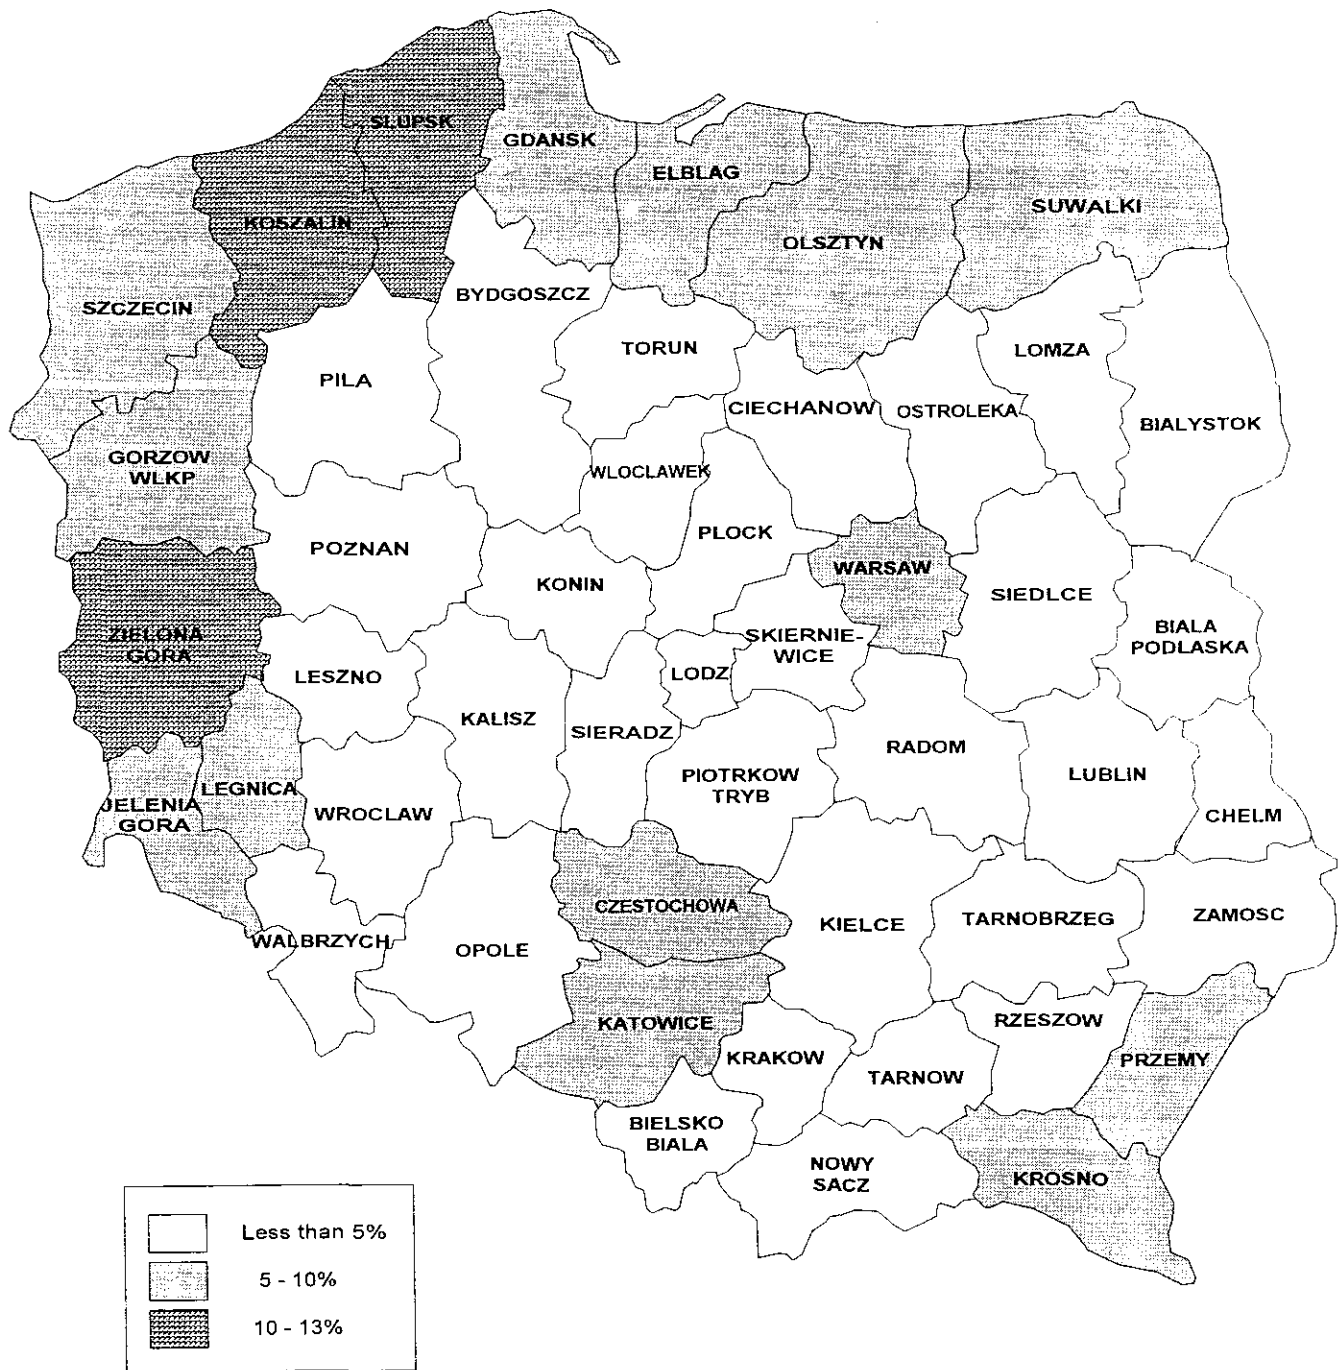 SLUPSK
GDANSK
ELBLAG
SUWALKI
KOSZALIN
OLSZTYN
BYDGOSZCZ
SZCZECIN
TORUN
LOMZA
PILA
CIECHANOW
OSTROLEKA
BIALYSTOK
GORZOW
WLKP
WLOCLAWEK
PLOCK
POZNAN
WARSAW
KONIN
SIEDLCE
BIALA
PODLASKA
ZIELONA
GORA
SKIERNIE-
WICE
LESZNO
LODZ
KALISZ
SIERADZ
RADOM
PIOTRKOW
TRYB
LUBLIN
LEGNICA
JELENIA
GORA
WROCLAW
CHELM
CZESTOCHOWA
KIELCE
TARNOBRZEG
ZAMOSC
WALBRZYCH
OPOLE
KATOWICE
RZESZOW
KRAKOW
PRZEMY
TARNOW
BIELSKO
BIALA
NOWY
SACZ
KROSNO
Less than 5%
5 - 10%
10 - 13%